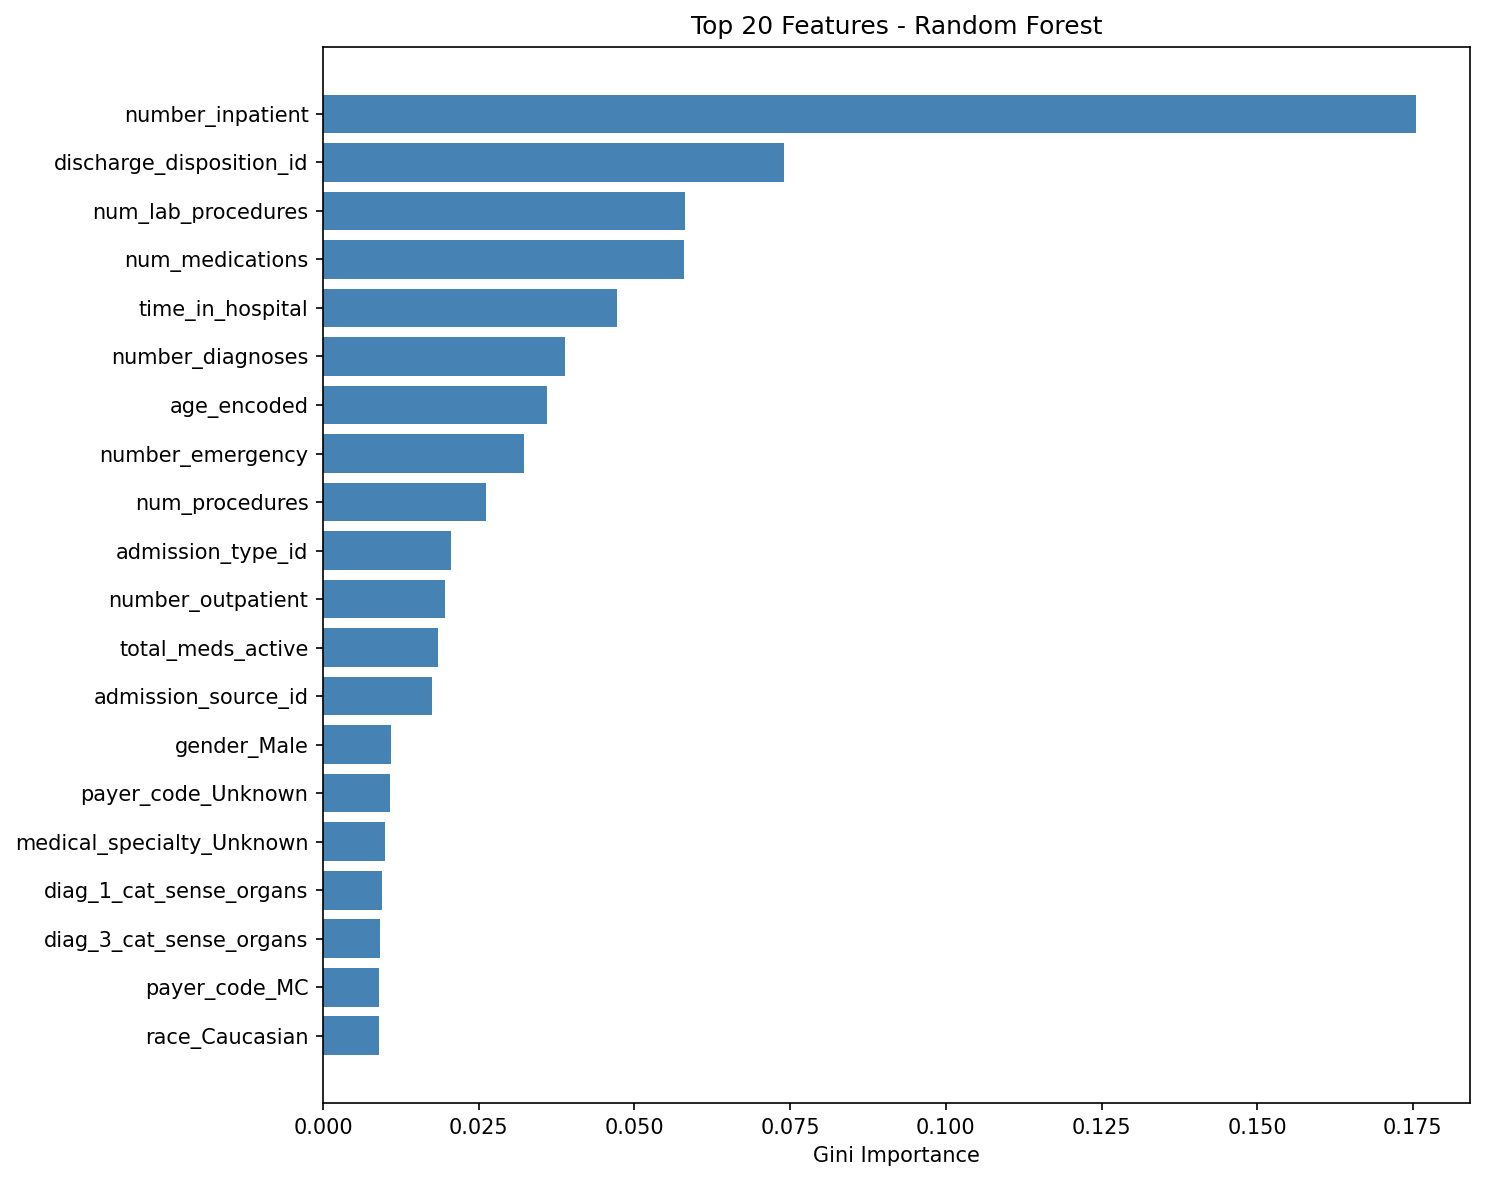 Top 20 Features - Random Forest
number_inpatient
discharge_disposition_id
num_lab_procedures
num_medications
time_in_hospital
number_diagnoses
age_encoded
number_emergency
num_procedures
admission_type_id
number_outpatient
total_meds_active
admission_source_id
gender_Male
payer_code_Unknown
medical_specialty_Unknown
diag_1_cat_sense_organs
diag_3_cat_sense_organs
payer_code_MC
race_Caucasian
0.000 0.025 0.050 0.075 0.100 0.125 0.150 0.175
Gini Importance